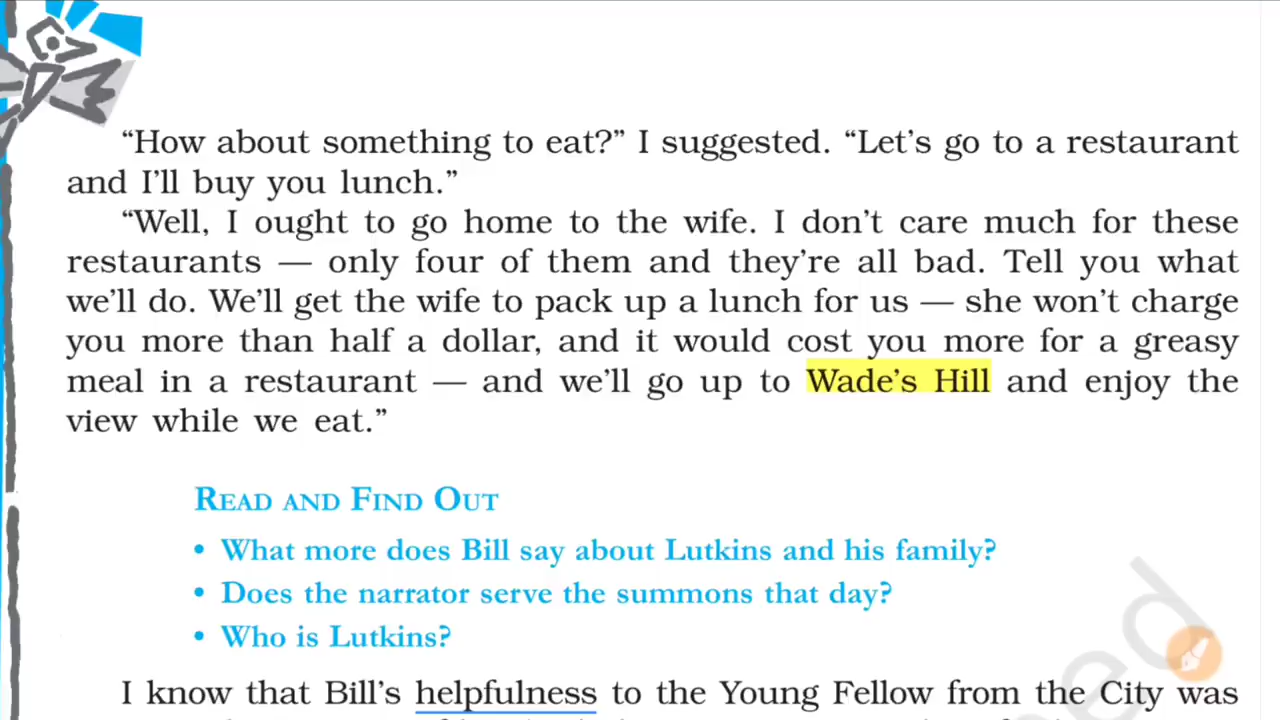 “How about something to eat?” I suggested. “Let’s go to a restaurant
and I’ll buy you lunch.”
“Well, I ought to go home to the wife. I don’t care much for these
restaurants — only four of them and they’re all bad. Tell you what
we’ll do. We’ll get the wife to pack up a lunch for us — she won’t charge
you more than half a dollar, and it would cost you more for a greasy
meal in a restaurant — and we’ll go up to Wade’s Hill and enjoy the
view while we eat.”
READ AND FIND OUT
• What more does Bill say about Lutkins and his family?
• Does the narrator serve the summons that day?
• Who is Lutkins?
I know that Bill’s helpfulness to the Young Fellow from the City was